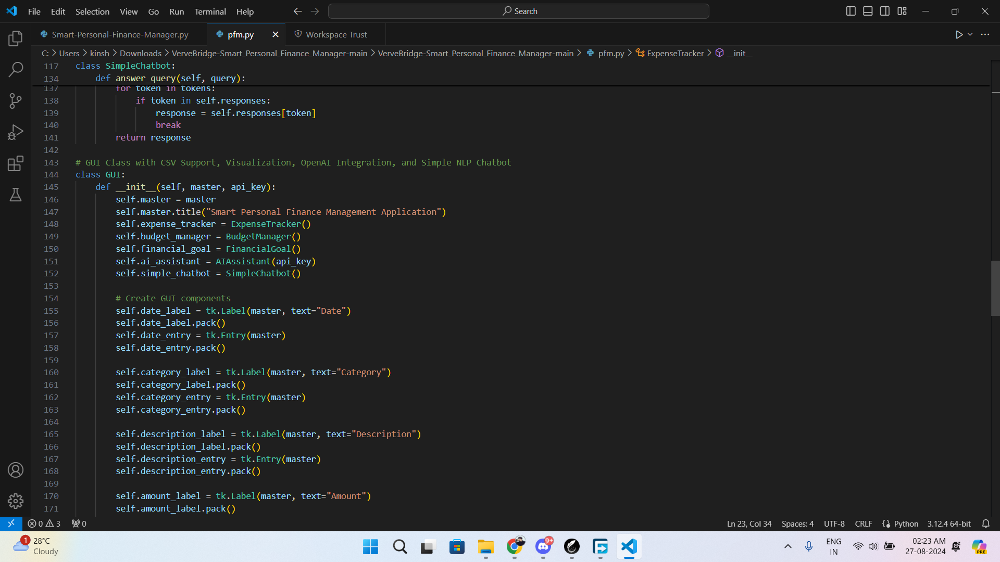 File Edit Selection View Go Run Terminal Help Search
Smart-Personal-Finance-Manager.py pfm.py Workspace Trust
C: > Users > kinsh > Downloads > VerveBridge-Smart_Personal_Finance_Manager-main > VerveBridge-Smart_Personal_Finance_Manager-main > pfm.py > ExpenseTracker > __init__
117 class SimpleChatbot:
134 def answer_query(self, query):
137 for token in tokens:
138 if token in self.responses:
139 response = self.responses[token]
140 break
141 return response
142
143 # GUI Class with CSV Support, Visualization, OpenAI Integration, and Simple NLP Chatbot
144 class GUI:
145 def __init__(self, master, api_key):
146 self.master = master
147 self.master.title("Smart Personal Finance Management Application")
148 self.expense_tracker = ExpenseTracker()
149 self.budget_manager = BudgetManager()
150 self.financial_goal = FinancialGoal()
151 self.ai_assistant = AIAssistant(api_key)
152 self.simple_chatbot = SimpleChatbot()
153
154 # Create GUI components
155 self.date_label = tk.Label(master, text="Date")
156 self.date_label.pack()
157 self.date_entry = tk.Entry(master)
158 self.date_entry.pack()
159
160 self.category_label = tk.Label(master, text="Category")
161 self.category_label.pack()
162 self.category_entry = tk.Entry(master)
163 self.category_entry.pack()
164
165 self.description_label = tk.Label(master, text="Description")
166 self.description_label.pack()
167 self.description_entry = tk.Entry(master)
168 self.description_entry.pack()
169
170 self.amount_label = tk.Label(master, text="Amount")
171 self.amount_label.pack()
0 3 0 Ln 23, Col 34 Spaces: 4 UTF-8 CRLF {} Python 3.12.4 64-bit
1 28°C 9+ ENG 02:23 AM
Cloudy IN 27-08-2024 PRE